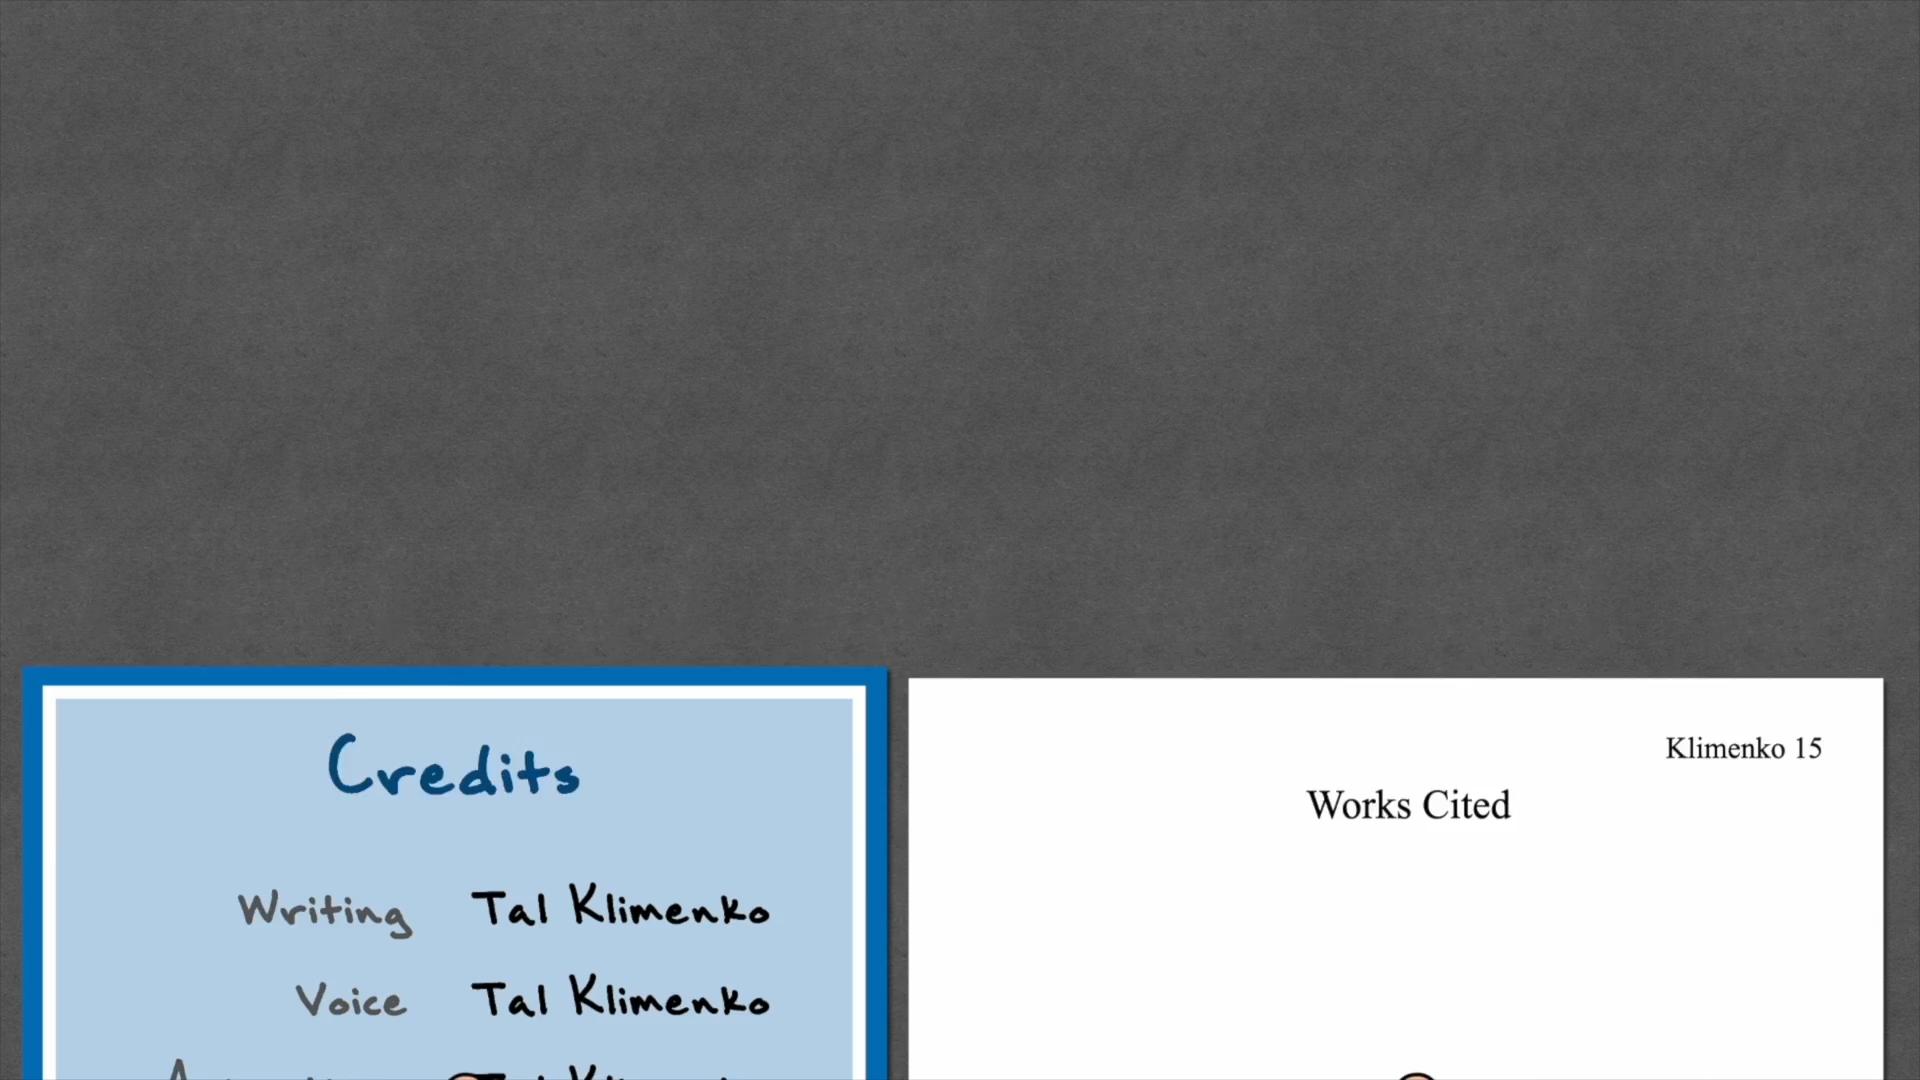 Credits
Writing Tal Klimenko
Voice Tal Klimenko
Klimenko 15
Works Cited